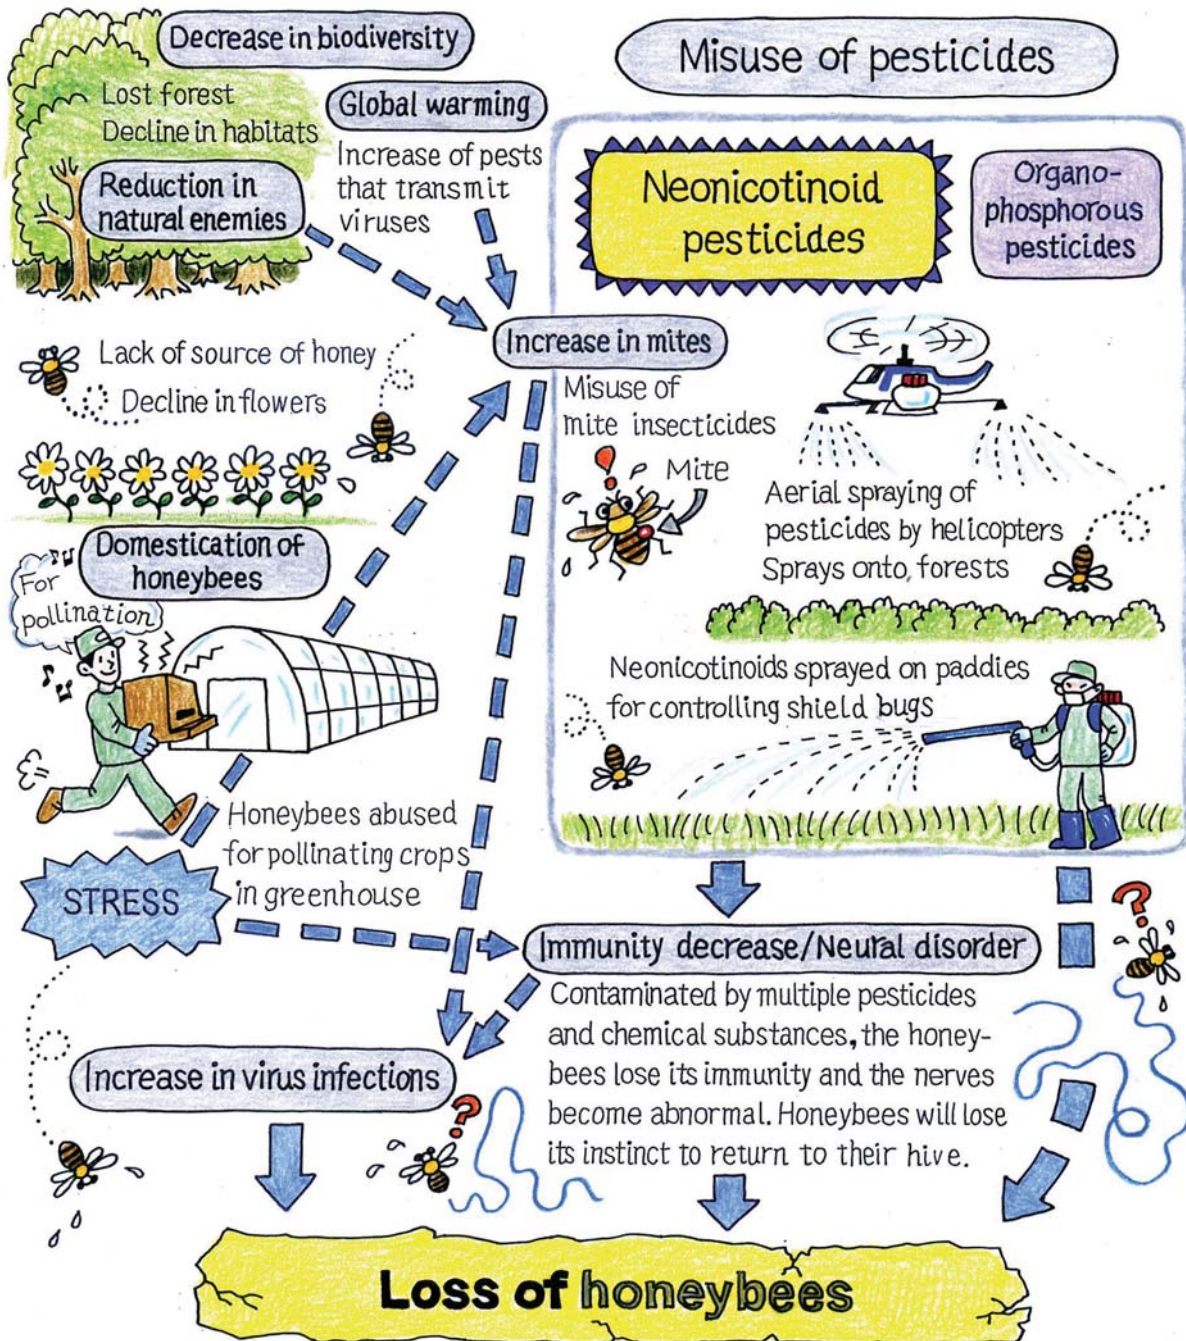 Decrease in biodiversity
Lost forest
Decline in habitats
Reduction in
natural enemies
Global warming
Increase of pests
that transmit
viruses
Misuse of pesticides
Neonicotinoid
pesticides
Organo-
phosphorous
pesticides
Increase in mites
Misuse of
mite insecticides
Mite
Aerial spraying of
pesticides by helicopters
Sprays onto forests
Lack of source of honey
Decline in flowers
Domestication of
honeybees
For
pollination
Neonicotinoids sprayed on paddies
for controlling shield bugs
Honeybees abused
for pollinating crops
in greenhouse
STRESS
Immunity decrease/Neural disorder
Contaminated by multiple pesticides
and chemical substances, the honey-
bees lose its immunity and the nerves
become abnormal. Honeybees will lose
its instinct to return to their hive.
Increase in virus infections
Loss of honeybees